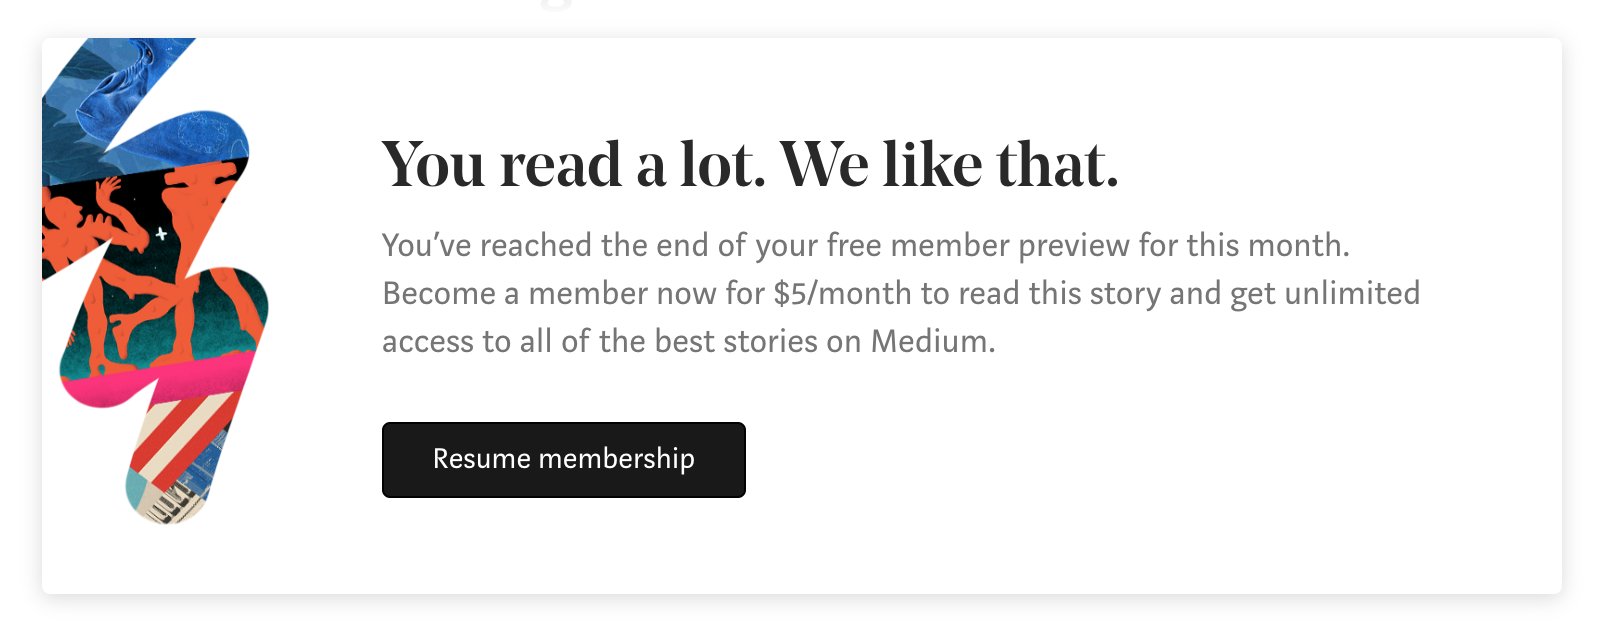 You read a lot. We like that.
You’ve reached the end of your free member preview for this month.
Become a member now for $5/month to read this story and get unlimited
access to all of the best stories on Medium.
Resume membership